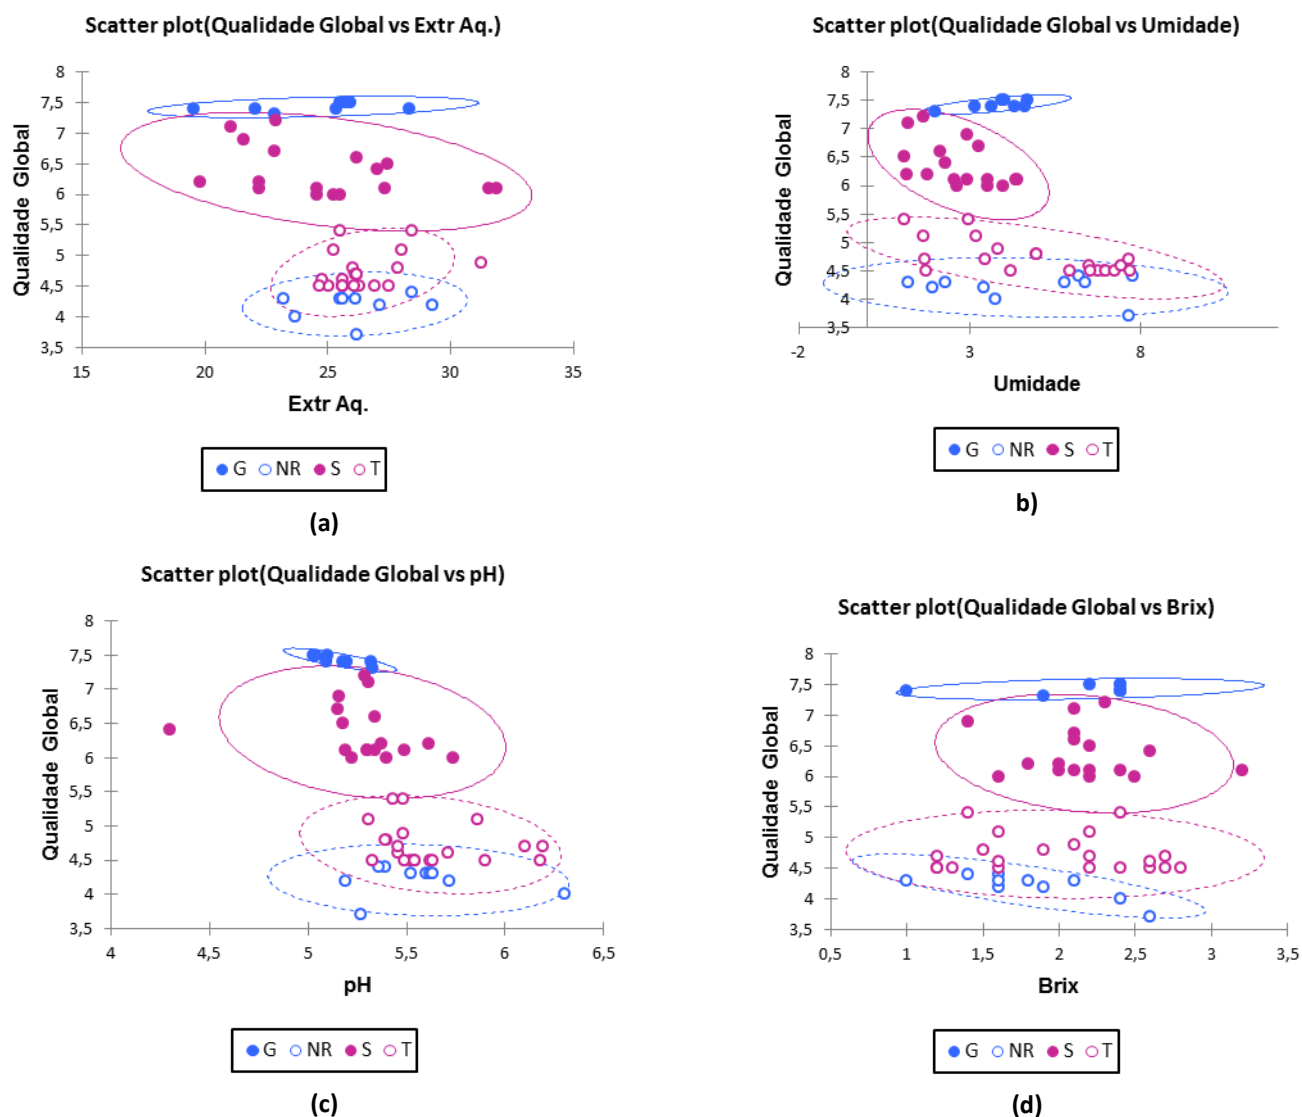 Scatter plot(Qualidade Global vs Extr Aq.)
Qualidade Global
8
7,5
7
6,5
6
5,5
5
4,5
4
3,5
15 20 25 30 35
Extr Aq.
G NR S T
(a)
Scatter plot(Qualidade Global vs Umidade)
Qualidade Global
8
7,5
7
6,5
6
5,5
5
4,5
4
3,5
-2 3 8
Umidade
G NR S T
b)
Scatter plot(Qualidade Global vs pH)
Qualidade Global
8
7,5
7
6,5
6
5,5
5
4,5
4
3,5
4 4,5 5 5,5 6 6,5
pH
G NR S T
(c)
Scatter plot(Qualidade Global vs Brix)
Qualidade Global
8
7,5
7
6,5
6
5,5
5
4,5
4
3,5
0,5 1 1,5 2 2,5 3 3,5
Brix
G NR S T
(d)